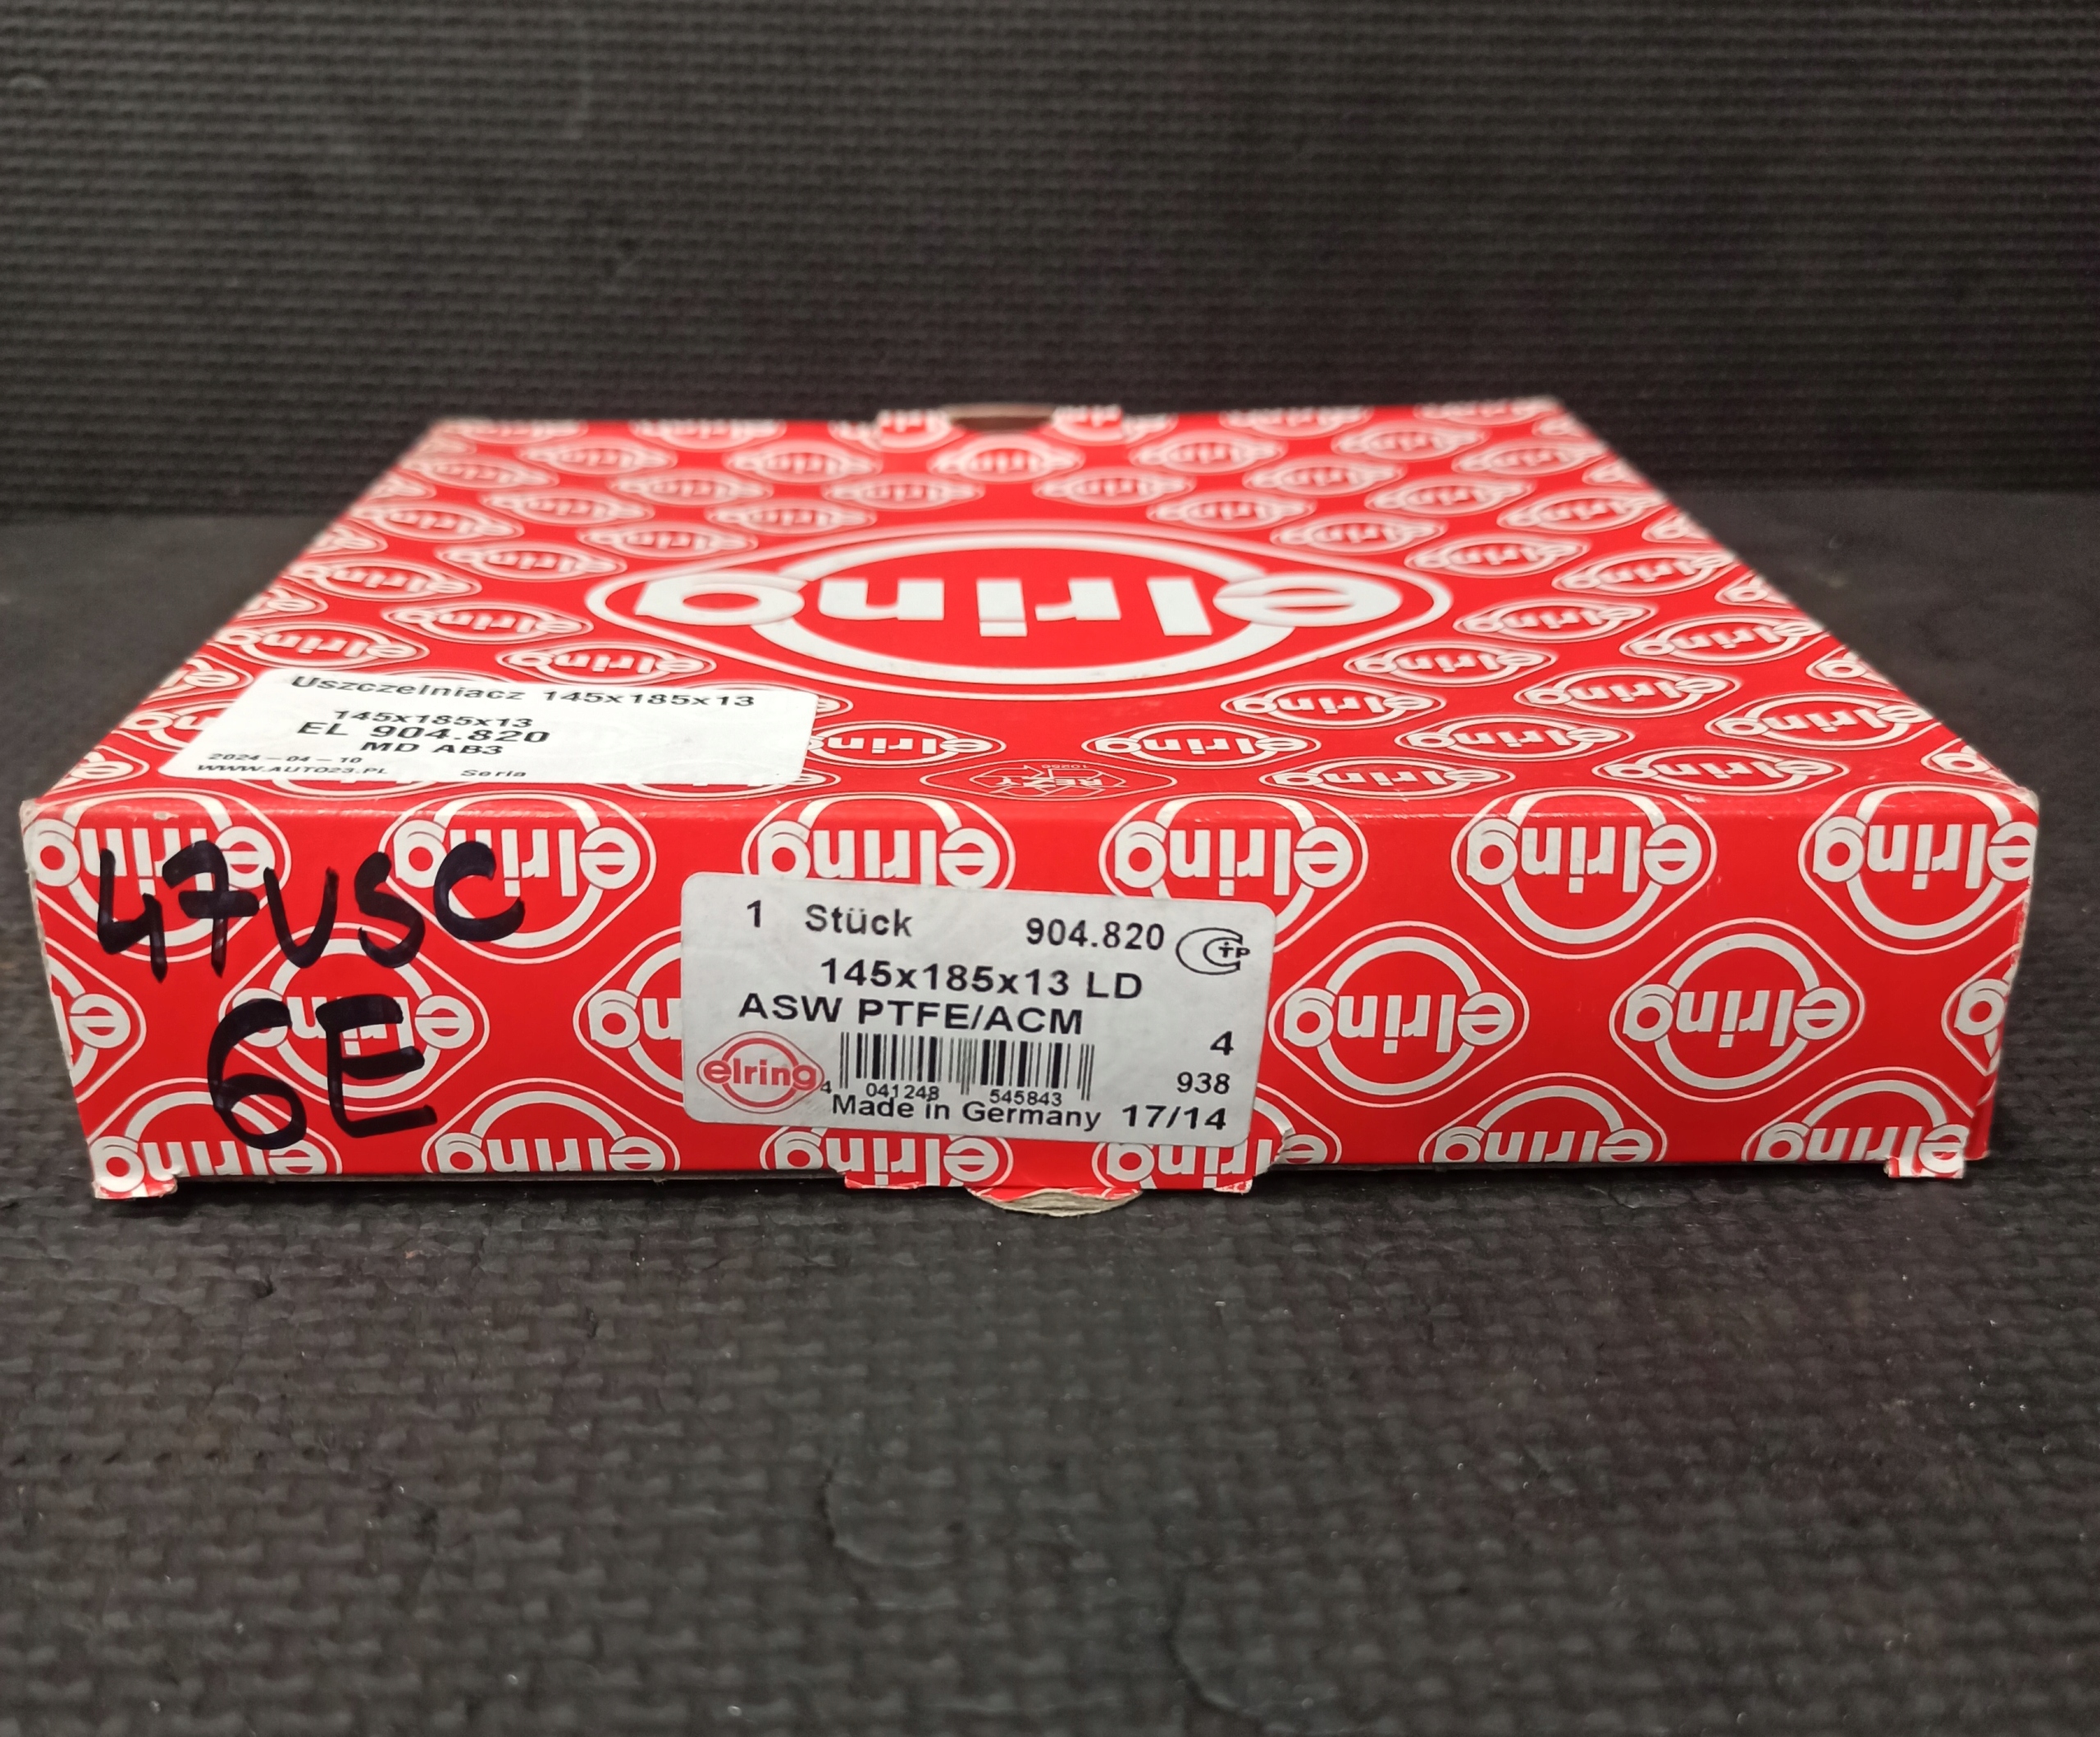 elring
Uszczelniacz 145x185x13
145x185x13
EL 904.820
MD AB3
2024-04-10
WWW.AUTO23.PL Seria
47USC
6E
1 Stück 904.820
145x185x13 LD
ASW PTFE/ACM
4
elring
938
4 041248 545843
Made in Germany 17/14